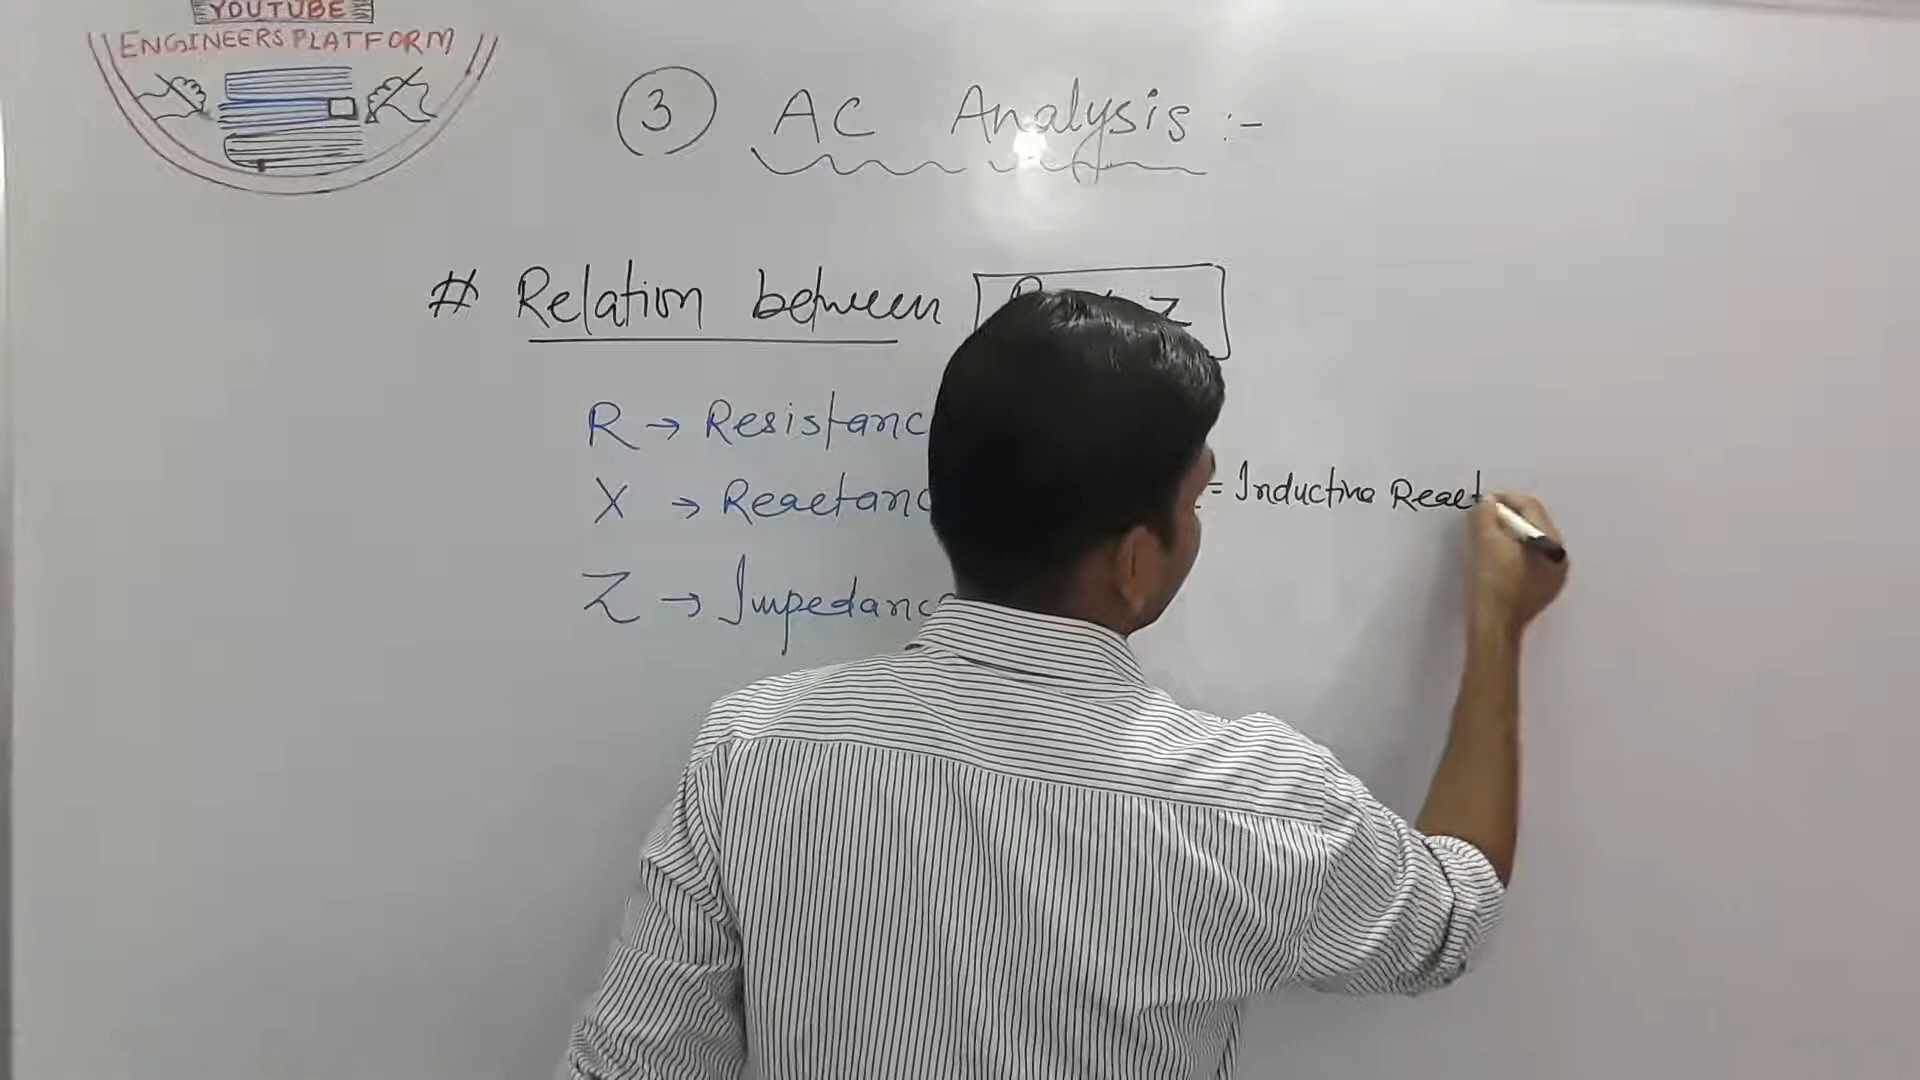 YOUTUBE
ENGINEERS PLATFORM
3 AC Analysis :-
# Relation between Z
R → Resistanc
X → Reactanc = Inductive React
Z → Impedanc